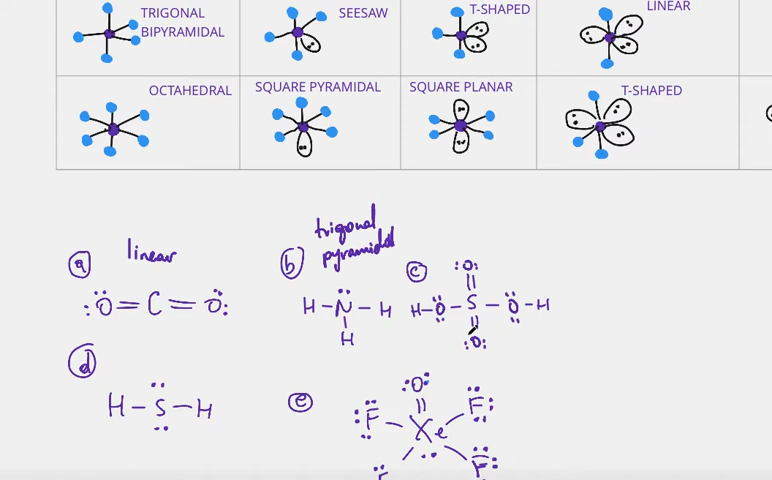 TRIGONAL
BIPYRAMIDAL
SEESAW
T-SHAPED
LINEAR
OCTAHEDRAL
SQUARE PYRAMIDAL
SQUARE PLANAR
T-SHAPED
a linear
O=C=O
b trigonal
pyramidal
H-N-H
H
c
O
H-O-S-O-H
O
d
H-S-H
e
O
F F
Xe
F F